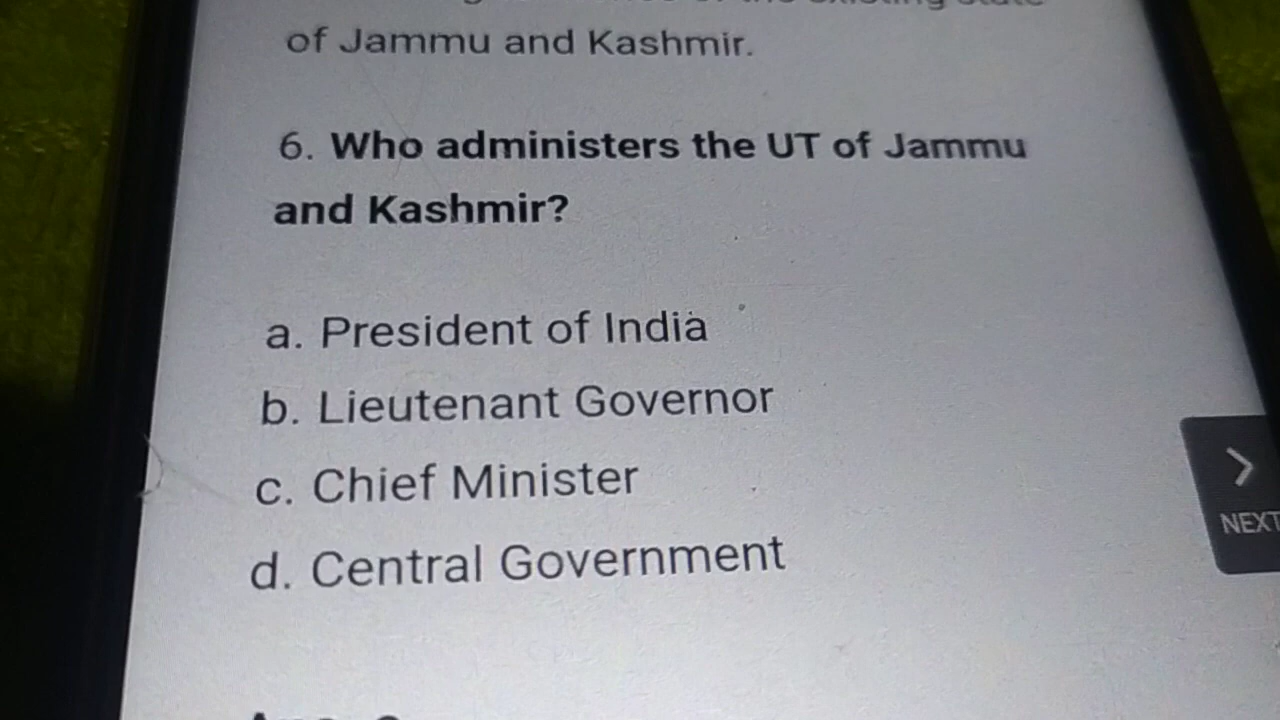 of Jammu and Kashmir.
6. Who administers the UT of Jammu
and Kashmir?
a. President of India
b. Lieutenant Governor
c. Chief Minister
d. Central Government
NEXT